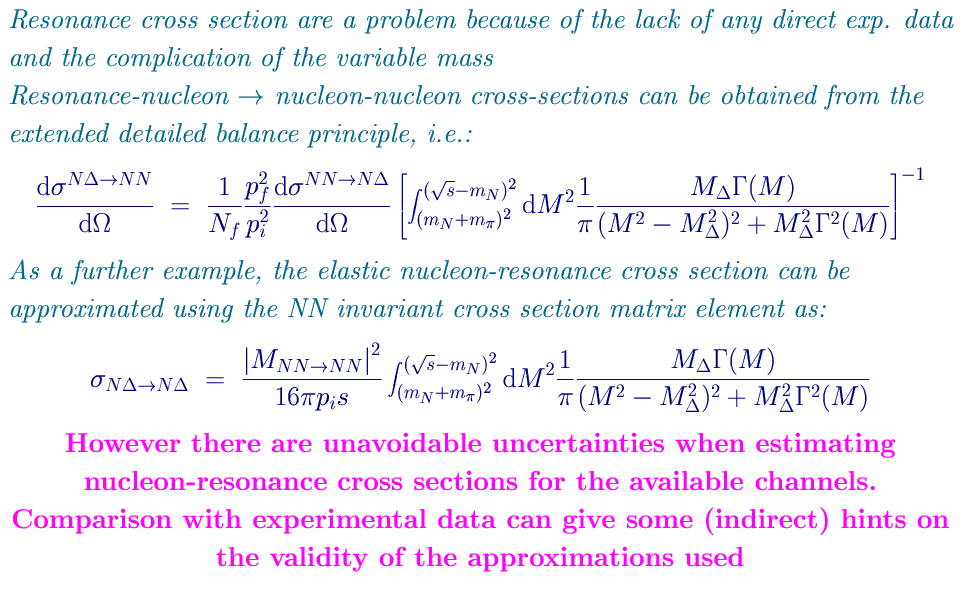 Resonance cross section are a problem because of the lack of any direct exp. data
and the complication of the variable mass
Resonance-nucleon → nucleon-nucleon cross-sections can be obtained from the
extended detailed balance principle, i.e.:
$\frac{\mathrm{d}\sigma^{N\Delta\to NN}}{\mathrm{d}\Omega} = \frac{1}{N_f}\frac{p_f^2}{p_i^2}\frac{\mathrm{d}\sigma^{NN\to N\Delta}}{\mathrm{d}\Omega}\left[\int_{(m_N+m_\pi)^2}^{(\sqrt{s}-m_N)^2}\mathrm{d}M^2\frac{1}{\pi}\frac{M_\Delta\Gamma(M)}{(M^2-M_\Delta^2)^2+M_\Delta^2\Gamma^2(M)}\right]^{-1}$
As a further example, the elastic nucleon-resonance cross section can be
approximated using the NN invariant cross section matrix element as:
$\sigma_{N\Delta\to N\Delta} = \frac{|M_{NN\to NN}|^2}{16\pi p_i s}\int_{(m_N+m_\pi)^2}^{(\sqrt{s}-m_N)^2}\mathrm{d}M^2\frac{1}{\pi}\frac{M_\Delta\Gamma(M)}{(M^2-M_\Delta^2)^2+M_\Delta^2\Gamma^2(M)}$
However there are unavoidable uncertainties when estimating
nucleon-resonance cross sections for the available channels.
Comparison with experimental data can give some (indirect) hints on
the validity of the approximations used